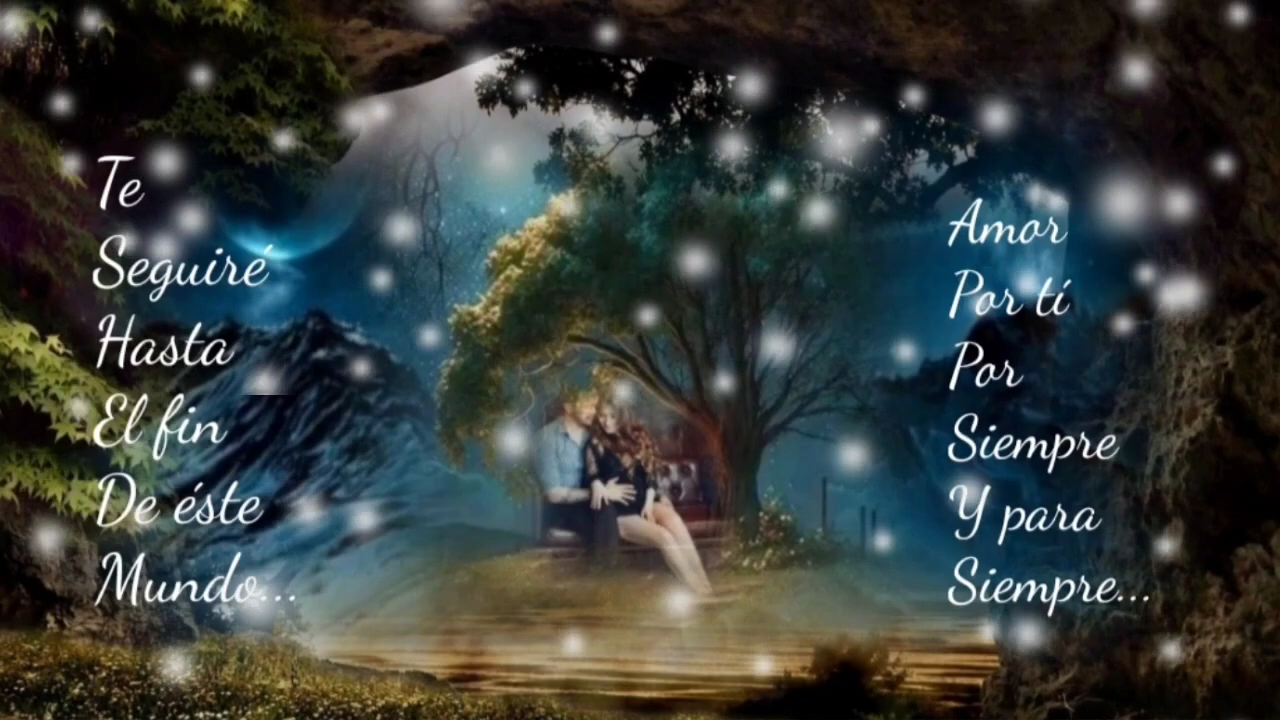 Te
Seguiré
Hasta
El fin
De éste
Mundo...
Amor
Por tí
Por
Siempre
Y para
Siempre...